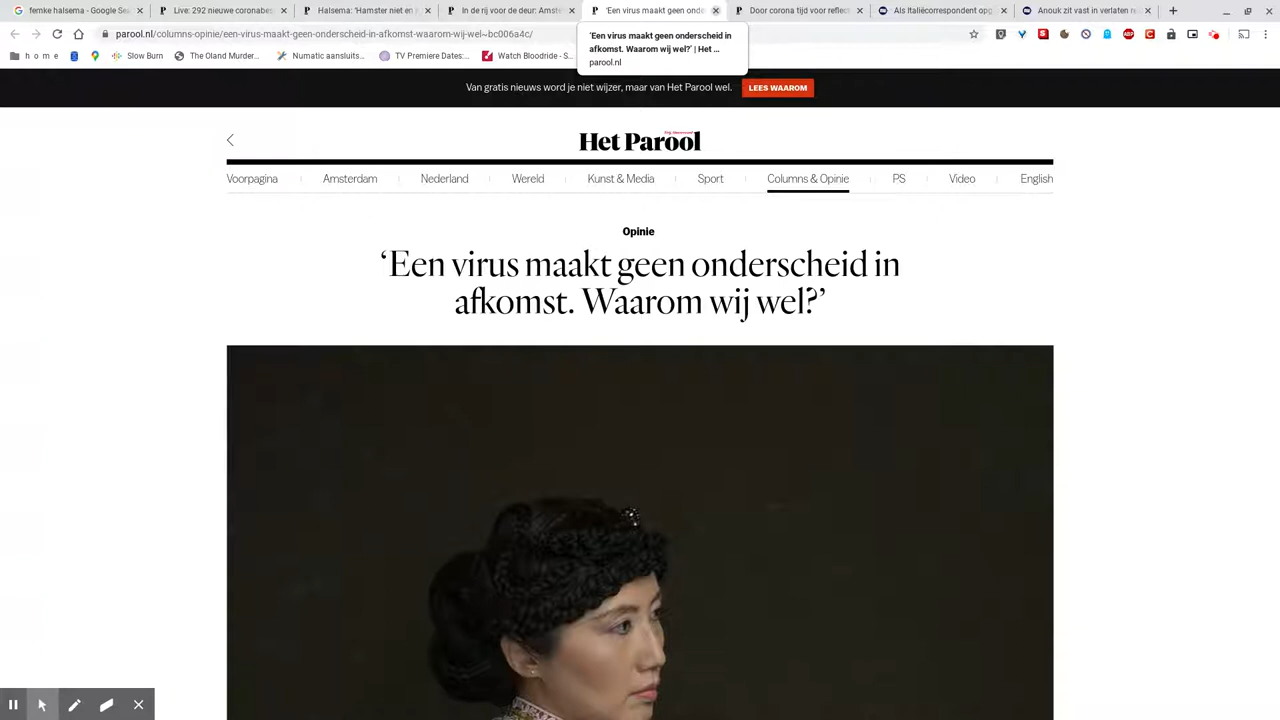 femke halsema - Google Sea
Live: 292 nieuwe coronabes
Halsema: 'Hamster niet en
In de rij voor de deur: Amste
'Een virus maakt geen onde
Door corona tijd voor reflect
Als Italiëcorrespondent opg
Anouk zit vast in verlaten re
parool.nl/columns-opinie/een-virus-maakt-geen-onderscheid-in-afkomst-waarom-wij-wel~bc006a4c/
'Een virus maakt geen onderscheid in
afkomst. Waarom wij wel?' | Het ...
parool.nl
h o m e
Slow Burn
The Oland Murder...
Numatic aansluits...
TV Premiere Dates:...
Watch Bloodride - S...
Van gratis nieuws word je niet wijzer, maar van Het Parool wel.
LEES WAAROM
Het Parool
Voorpagina
Amsterdam
Nederland
Wereld
Kunst & Media
Sport
Columns & Opinie
PS
Video
English
Opinie
'Een virus maakt geen onderscheid in
afkomst. Waarom wij wel?'